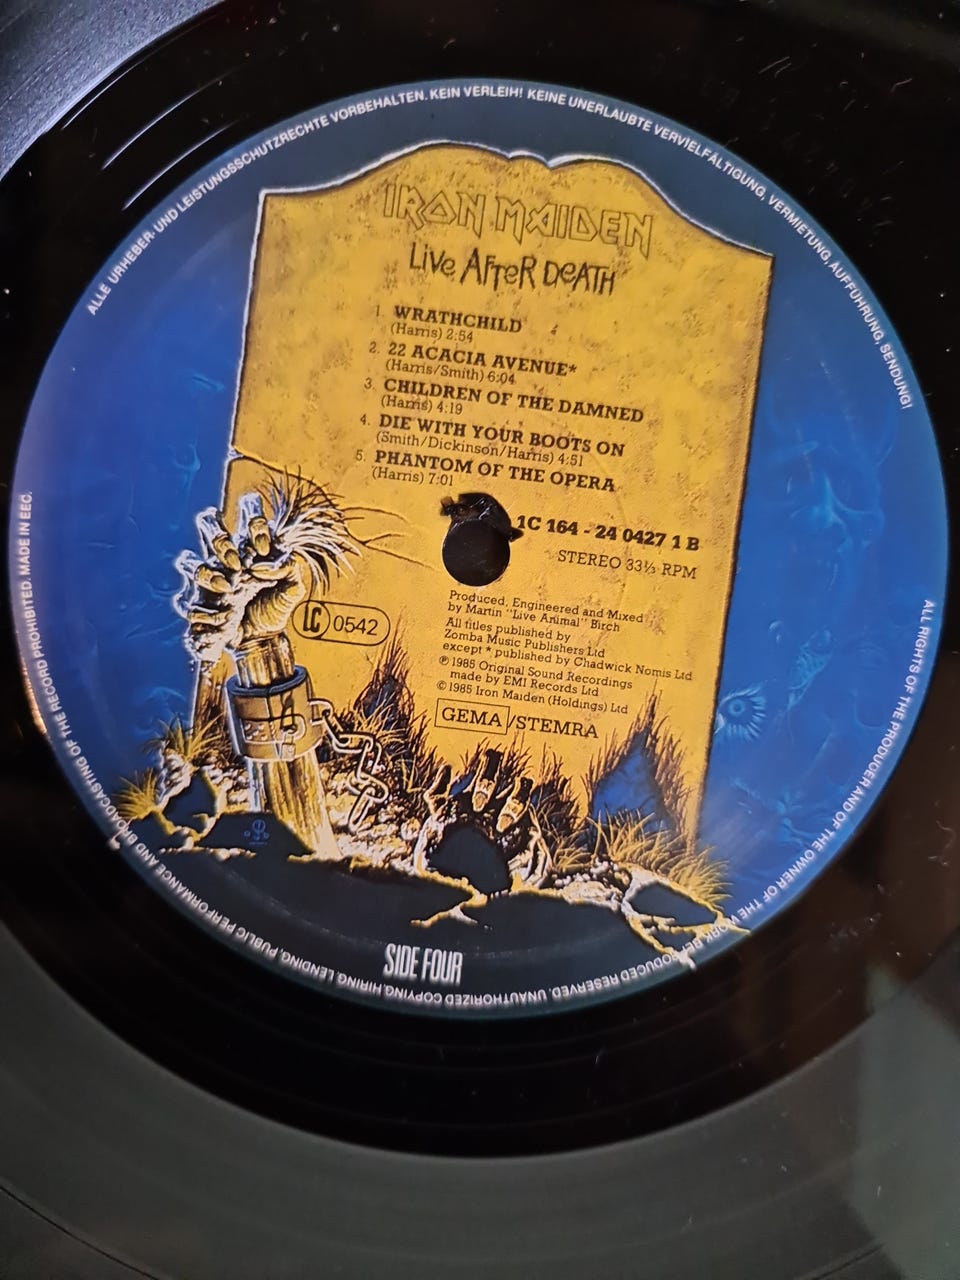 ALLE URHEBER- UND LEISTUNGSSCHUTZRECHTE VORBEHALTEN. KEIN VERLEIH! KEINE UNERLAUBTE VERVIELFÄLTIGUNG, VERMIETUNG, AUFFÜHRUNG, SENDUNG!
IRON MAIDEN
LIVE AFTER DEATH
1. WRATHCHILD
(Harris) 2:54
2. 22 ACACIA AVENUE*
(Harris/Smith) 6:04
3. CHILDREN OF THE DAMNED
(Harris) 4:19
4. DIE WITH YOUR BOOTS ON
(Smith/Dickinson/Harris) 4:51
5. PHANTOM OF THE OPERA
(Harris) 7:01
1C 164 - 24 0427 1 B
STEREO 33⅓ RPM
LC 0542
Produced, Engineered and Mixed
by Martin "Live Animal" Birch
All titles published by
Zomba Music Publishers Ltd
except * published by Chadwick Nomis Ltd
℗ 1985 Original Sound Recordings
made by EMI Records Ltd
© 1985 Iron Maiden (Holdings) Ltd
GEMA/STEMRA
SIDE FOUR
ALL RIGHTS OF THE PRODUCER AND OF THE OWNER OF THE WORK REPRODUCED RESERVED. UNAUTHORIZED COPYING, HIRING, LENDING, PUBLIC PERFORMANCE AND BROADCASTING OF THE RECORD PROHIBITED. MADE IN EEC.